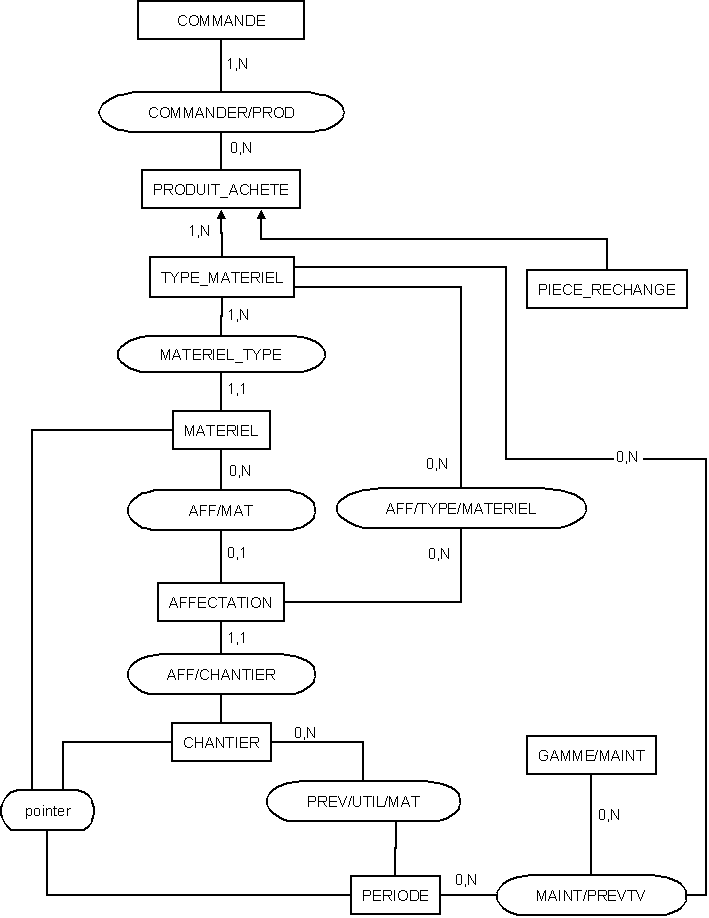 COMMANDE
1,N
COMMANDER/PROD
0,N
PRODUIT_ACHETE
1,N
TYPE_MATERIEL
PIECE_RECHANGE
1,N
MATERIEL_TYPE
1,1
MATERIEL
0,N
0,N
0,N
AFF/MAT
AFF/TYPE/MATERIEL
0,1
0,N
AFFECTATION
1,1
AFF/CHANTIER
CHANTIER
0,N
GAMME/MAINT
pointer
PREV/UTIL/MAT
0,N
PERIODE
0,N
MAINT/PREVTV